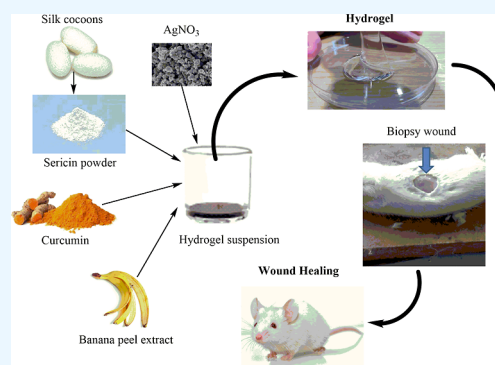 Silk cocoons
AgNO₃
Hydrogel
Sericin powder
Biopsy wound
Curcumin
Hydrogel suspension
Wound Healing
Banana peel extract